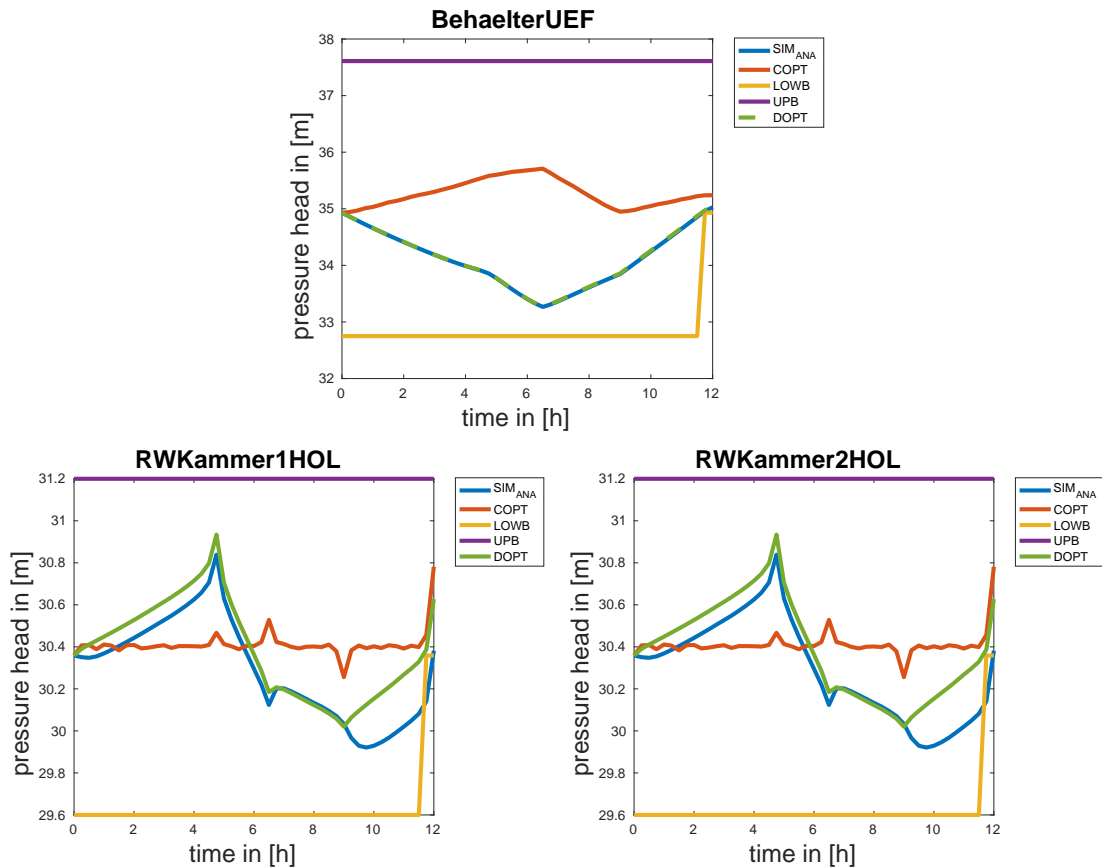 BehaelterUEF
38
37
36
35
34
33
32
pressure head in [m]
0 2 4 6 8 10 12
time in [h]
SIM_ANA
COPT
LOWB
UPB
DOPT
RWKammer1HOL
31.2
31
30.8
30.6
30.4
30.2
30
29.8
29.6
pressure head in [m]
0 2 4 6 8 10 12
time in [h]
SIM_ANA
COPT
LOWB
UPB
DOPT
RWKammer2HOL
31.2
31
30.8
30.6
30.4
30.2
30
29.8
29.6
pressure head in [m]
0 2 4 6 8 10 12
time in [h]
SIM_ANA
COPT
LOWB
UPB
DOPT